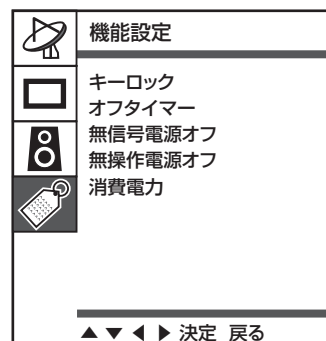 機能設定
キーロック
オフタイマー
無信号電源オフ
無操作電源オフ
消費電力
▲ ▼ ◀ ▶ 決定 戻る